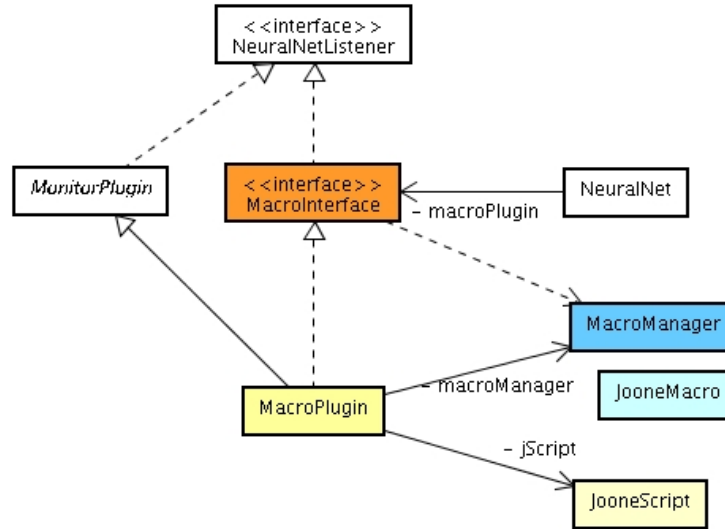 <<interface>>
NeuralNetListener
MonitorPlugin
<<interface>>
MacroInterface
NeuralNet
- macroPlugin
MacroManager
- macroManager
JooneMacro
MacroPlugin
- jScript
JooneScript